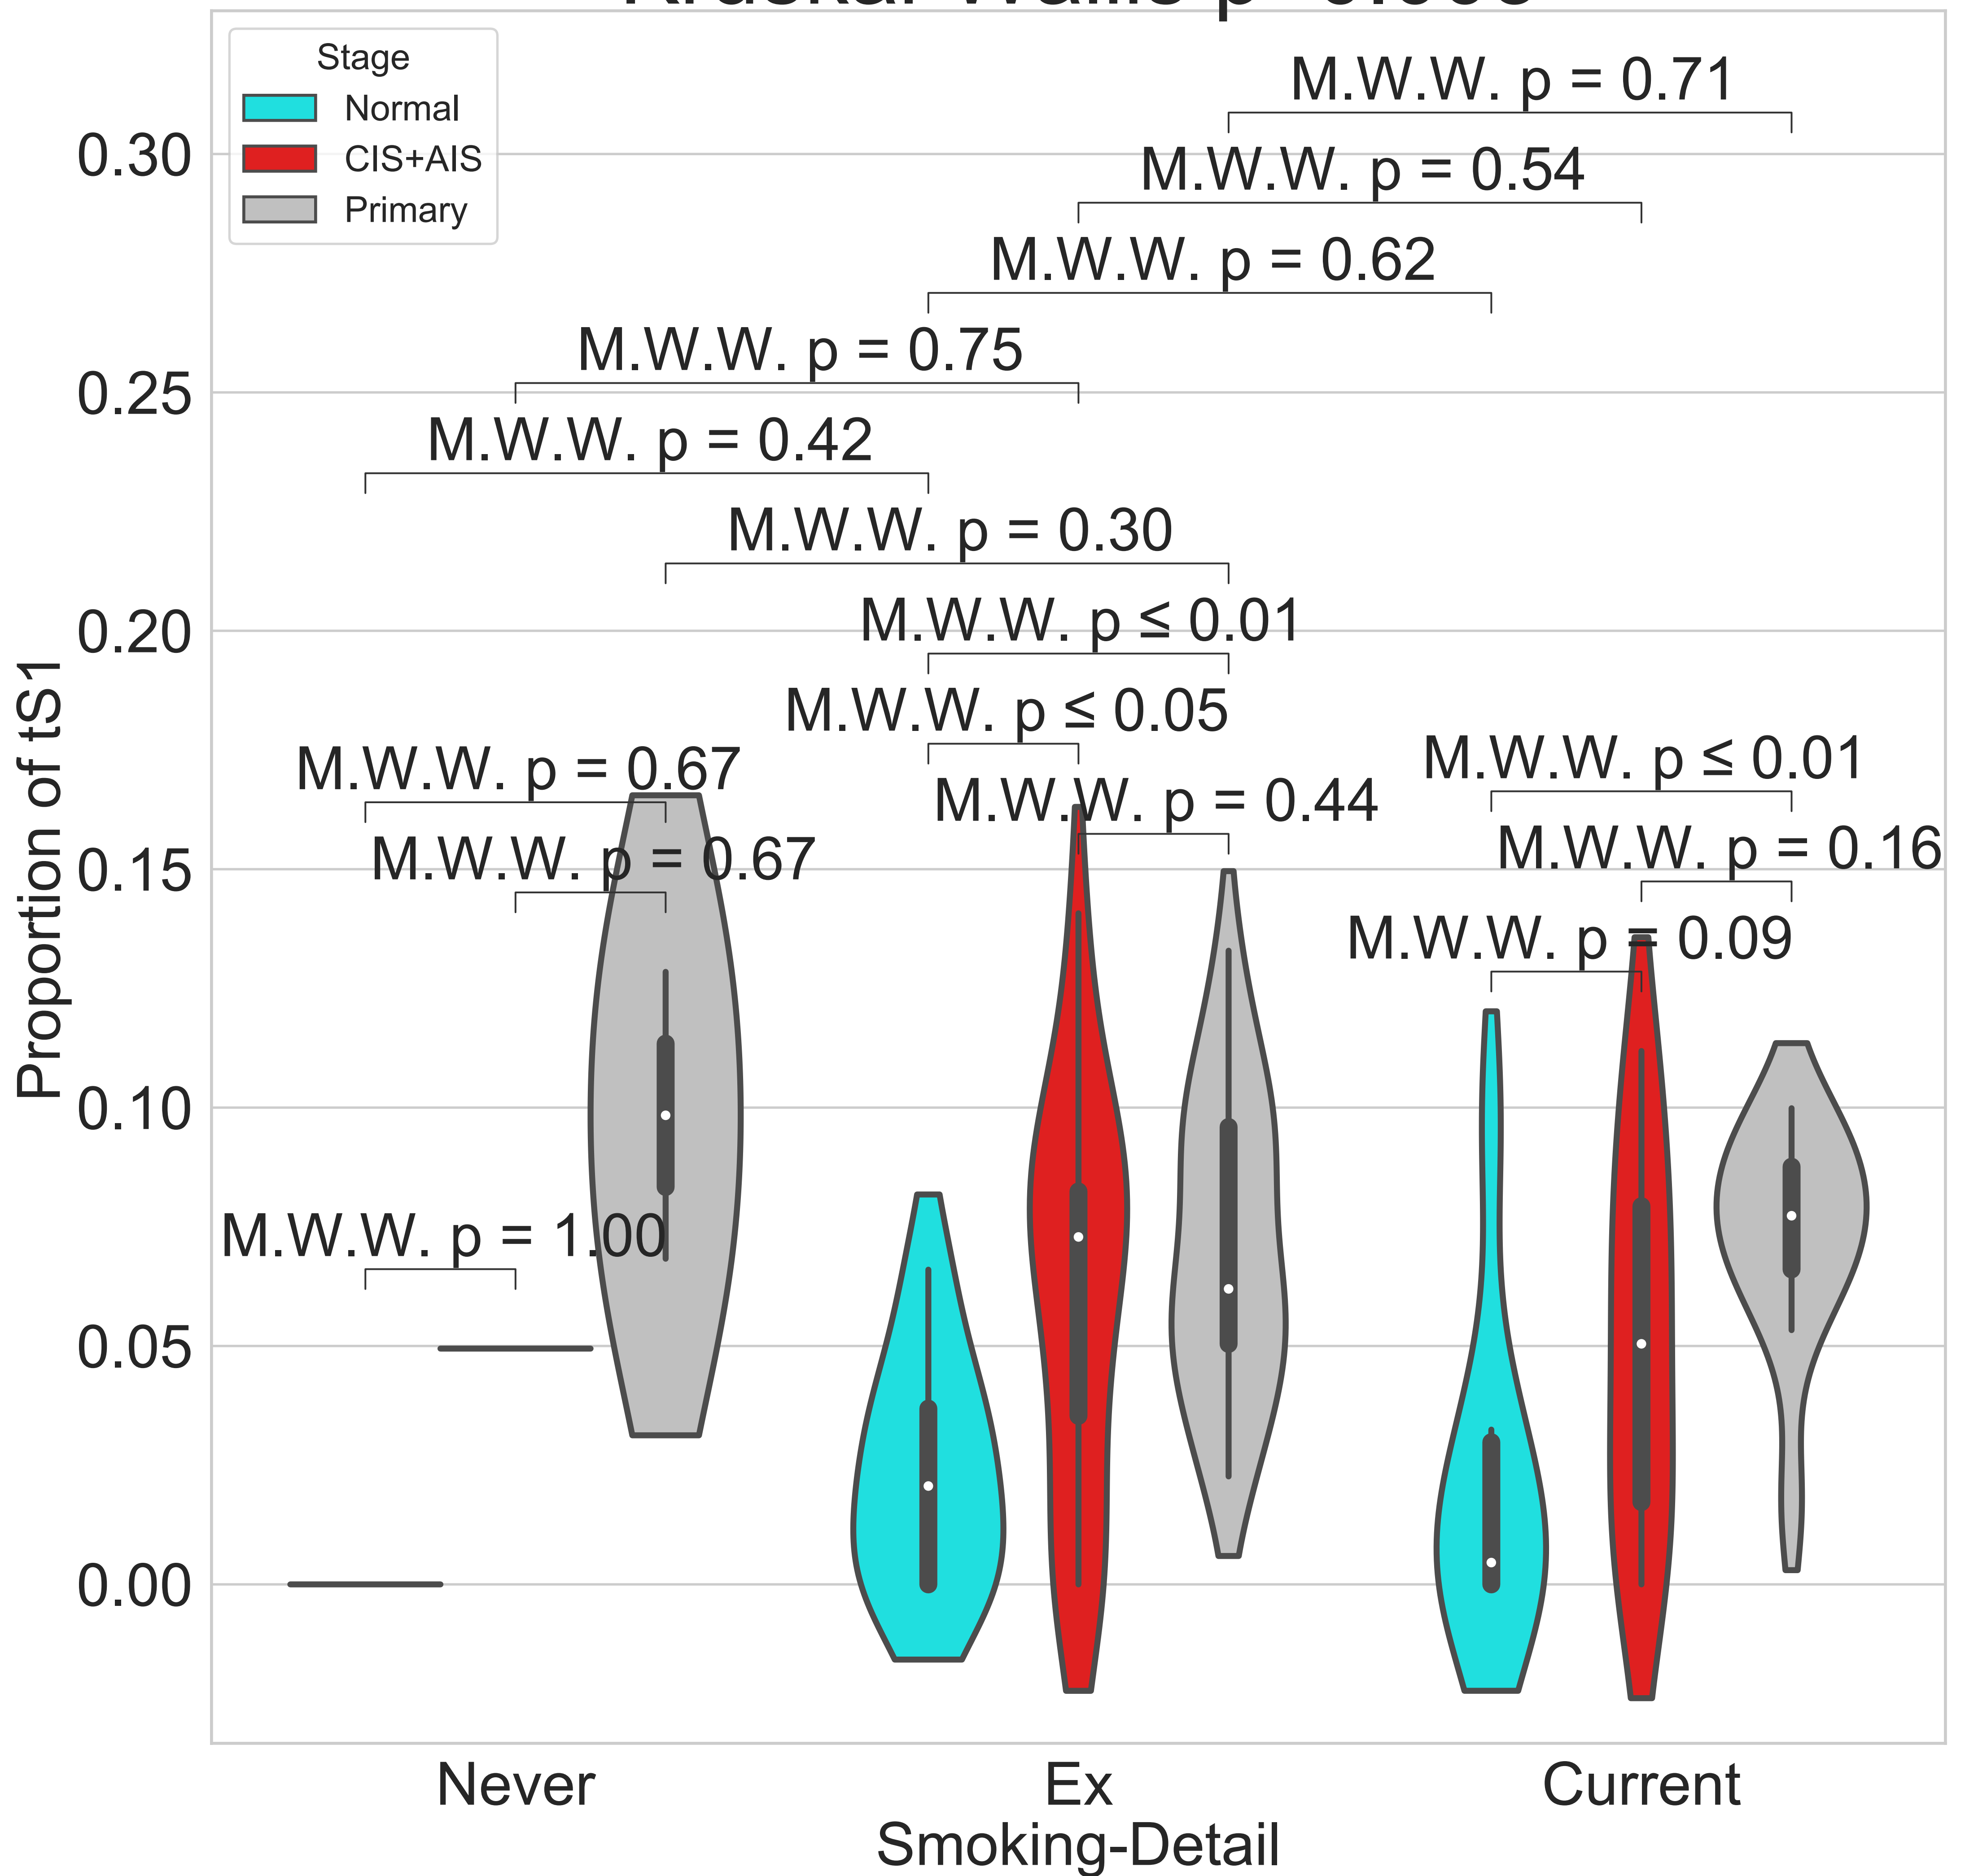 Stage
Normal
CIS+AIS
Primary
M.W.W. p = 0.71
M.W.W. p = 0.54
M.W.W. p = 0.62
M.W.W. p = 0.75
M.W.W. p = 0.42
M.W.W. p = 0.30
M.W.W. p ≤ 0.01
M.W.W. p ≤ 0.05
M.W.W. p = 0.44
M.W.W. p = 0.67
M.W.W. p = 0.67
M.W.W. p = 1.00
M.W.W. p ≤ 0.01
M.W.W. p = 0.16
M.W.W. p = 0.09
0.30
0.25
0.20
0.15
0.10
0.05
0.00
Proportion of tS1
Never
Ex
Current
Smoking-Detail